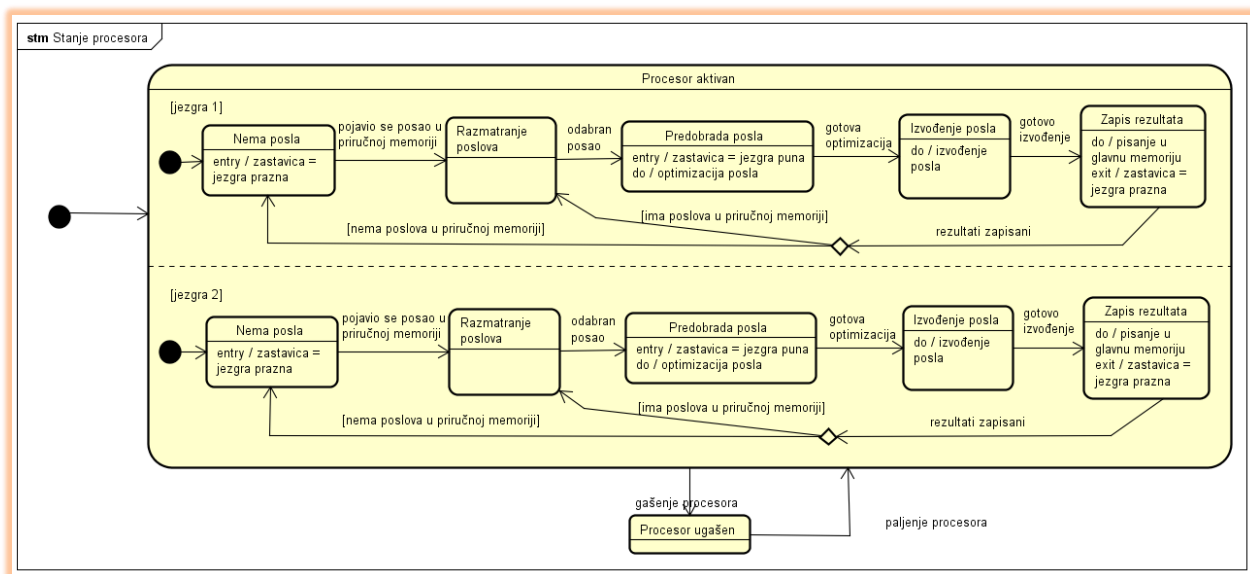 stm Stanje procesora
Procesor aktivan
[jezgra 1]
Nema posla
entry / zastavica =
jezgra prazna
pojavio se posao u
priručnoj memoriji
Razmatranje
poslova
odabran
posao
Predobrada posla
entry / zastavica = jezgra puna
do / optimizacija posla
gotova
optimizacija
Izvođenje posla
do / izvođenje
posla
gotovo
izvođenje
Zapis rezultata
do / pisanje u
glavnu memoriju
exit / zastavica =
jezgra prazna
[nema poslova u priručnoj memoriji]
[ima poslova u priručnoj memoriji]
rezultati zapisani
[jezgra 2]
Nema posla
entry / zastavica =
jezgra prazna
pojavio se posao u
priručnoj memoriji
Razmatranje
poslova
odabran
posao
Predobrada posla
entry / zastavica = jezgra puna
do / optimizacija posla
gotova
optimizacija
Izvođenje posla
do / izvođenje
posla
gotovo
izvođenje
Zapis rezultata
do / pisanje u
glavnu memoriju
exit / zastavica =
jezgra prazna
[nema poslova u priručnoj memoriji]
[ima poslova u priručnoj memoriji]
rezultati zapisani
gašenje procesora
Procesor ugašen
paljenje procesora